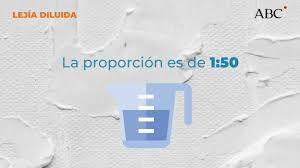 LEJÍA DILUIDA
ABC
La proporción es de 1:50